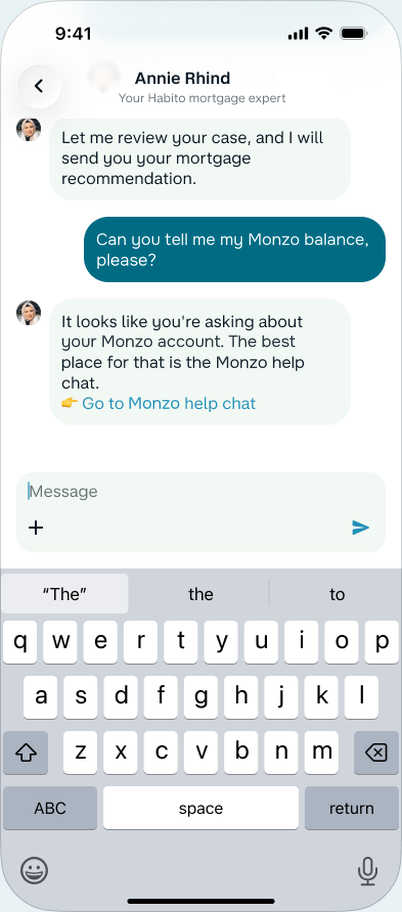 9:41
Annie Rhind
Your Habito mortgage expert
Let me review your case, and I will
send you your mortgage
recommendation.
Can you tell me my Monzo balance,
please?
It looks like you're asking about
your Monzo account. The best
place for that is the Monzo help
chat.
👉 Go to Monzo help chat
Message
“The” the to
q w e r t y u i o p
a s d f g h j k l
z x c v b n m
ABC space return